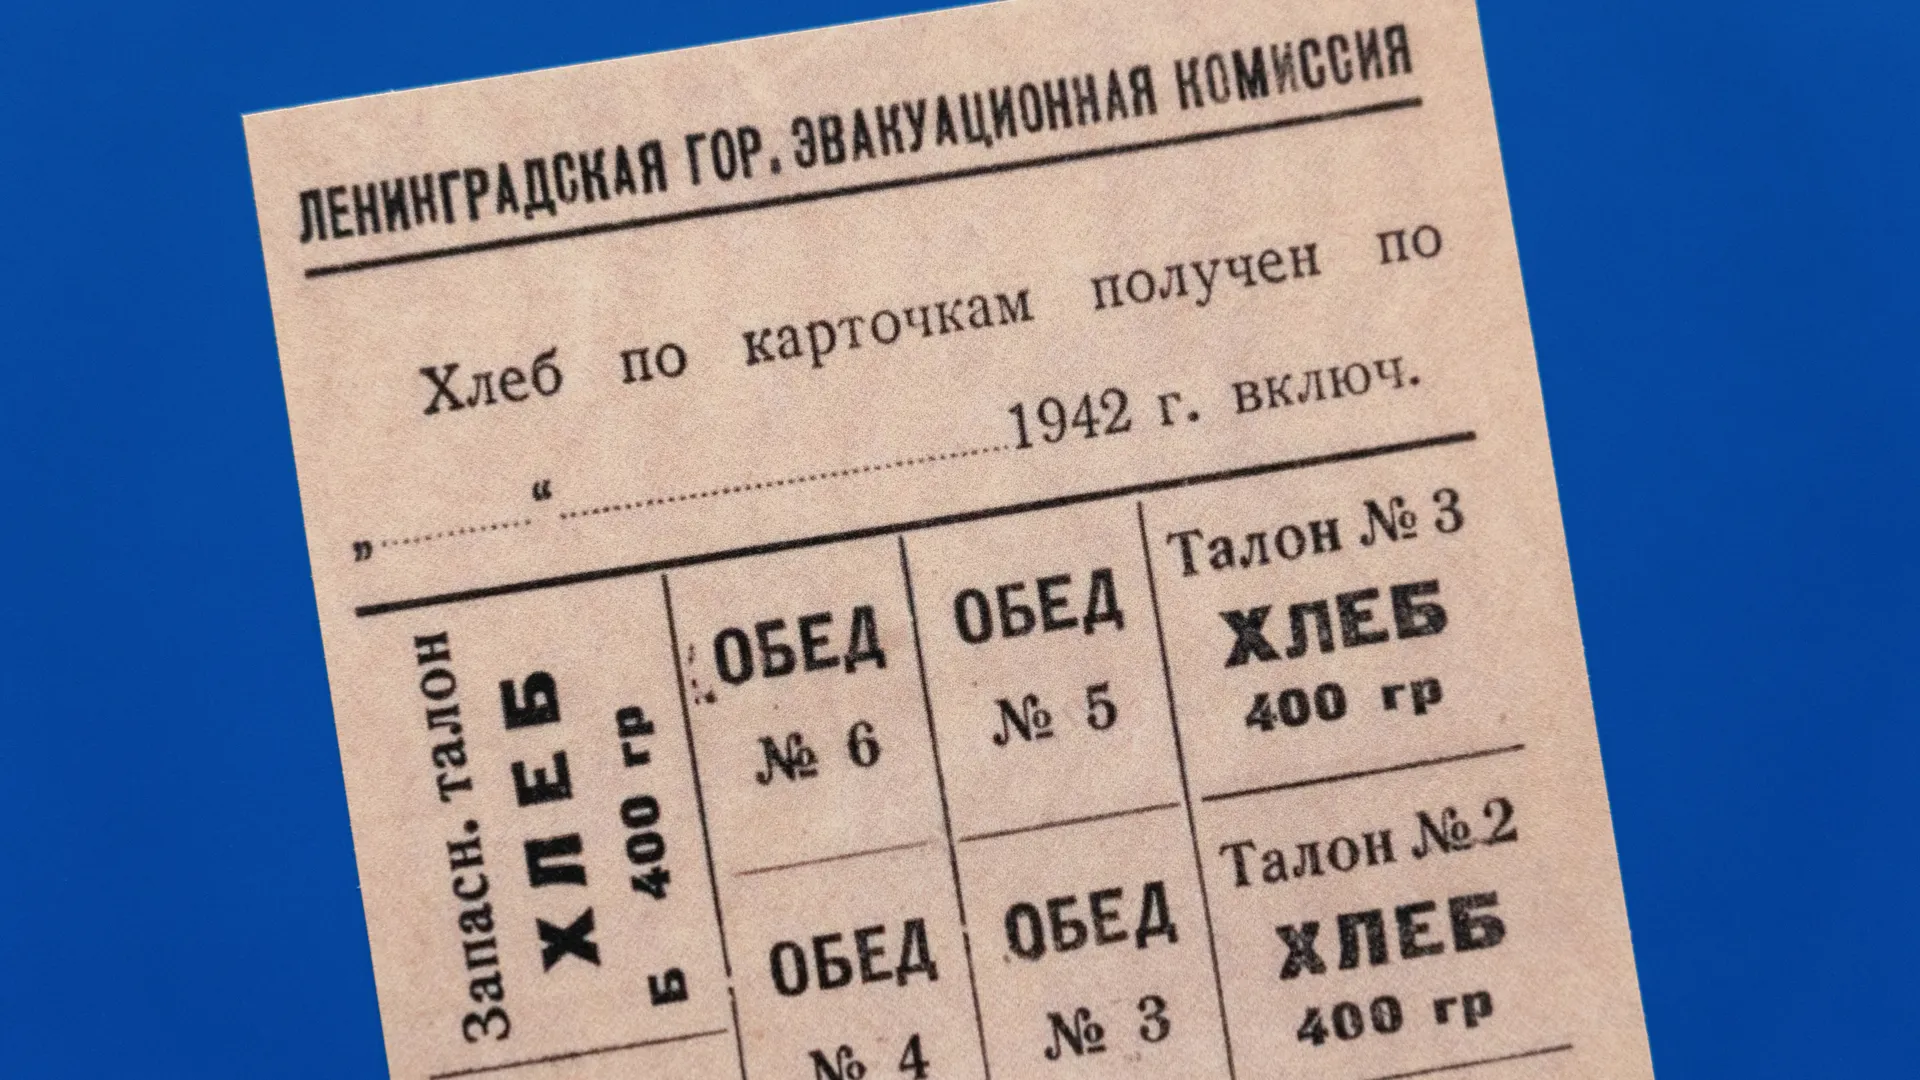 ЛЕНИНГРАДСКАЯ ГОР. ЭВАКУАЦИОННАЯ КОМИССИЯ
Хлеб по карточкам получен по
„..........“..............................1942 г. включ.
Запасн. талон
ХЛЕБ
Б 400 гр
ОБЕД
№ 6
ОБЕД
№ 5
Талон № 3
ХЛЕБ
400 гр
ОБЕД
№ 4
ОБЕД
№ 3
Талон № 2
ХЛЕБ
400 гр